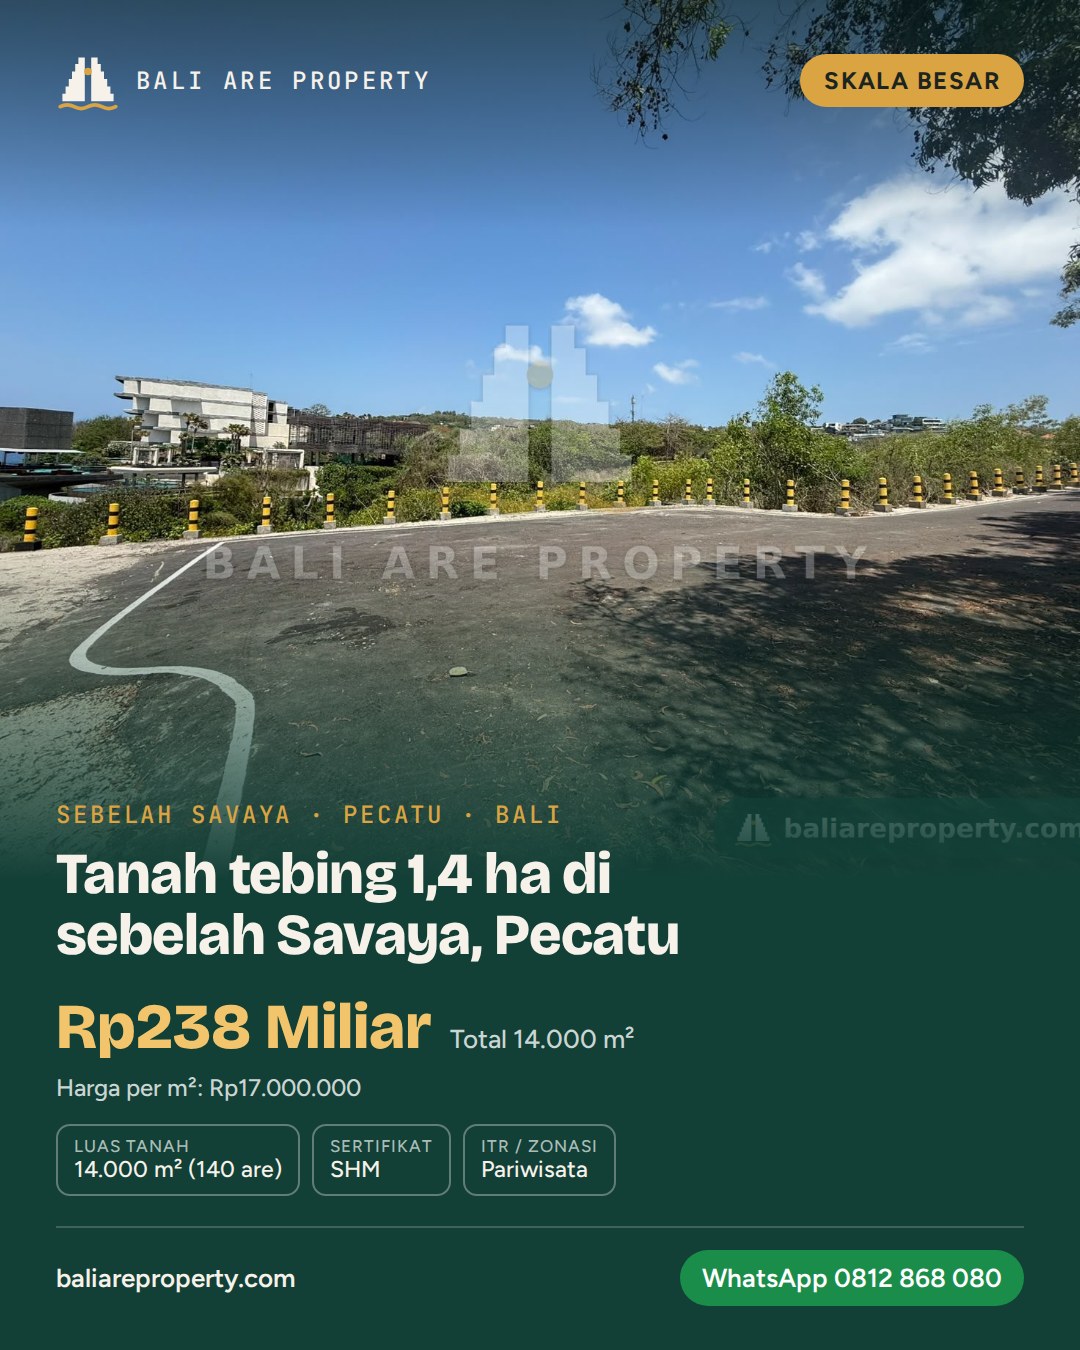 BALI ARE PROPERTY
SKALA BESAR
BALI ARE PROPERTY
baliareproperty.com
SEBELAH SAVAYA · PECATU · BALI
Tanah tebing 1,4 ha di
sebelah Savaya, Pecatu
Rp238 Miliar Total 14.000 m²
Harga per m²: Rp17.000.000
LUAS TANAH
14.000 m² (140 are)
SERTIFIKAT
SHM
ITR / ZONASI
Pariwisata
baliareproperty.com
WhatsApp 0812 868 080